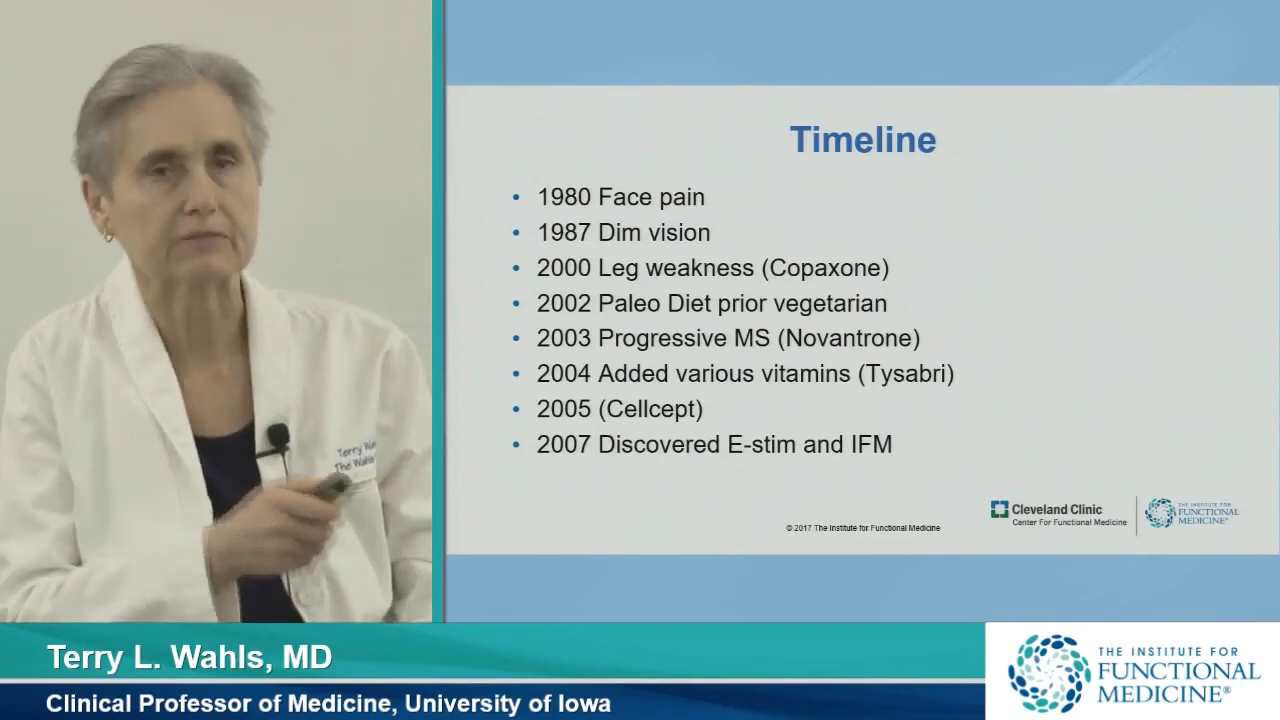 Timeline
• 1980 Face pain
• 1987 Dim vision
• 2000 Leg weakness (Copaxone)
• 2002 Paleo Diet prior vegetarian
• 2003 Progressive MS (Novantrone)
• 2004 Added various vitamins (Tysabri)
• 2005 (Cellcept)
• 2007 Discovered E-stim and IFM
Terry
The Wahls
© 2017 The Institute for Functional Medicine
Cleveland Clinic
Center For Functional Medicine
THE INSTITUTE FOR
FUNCTIONAL
MEDICINE®
Terry L. Wahls, MD
Clinical Professor of Medicine, University of Iowa
THE INSTITUTE FOR
FUNCTIONAL
MEDICINE®